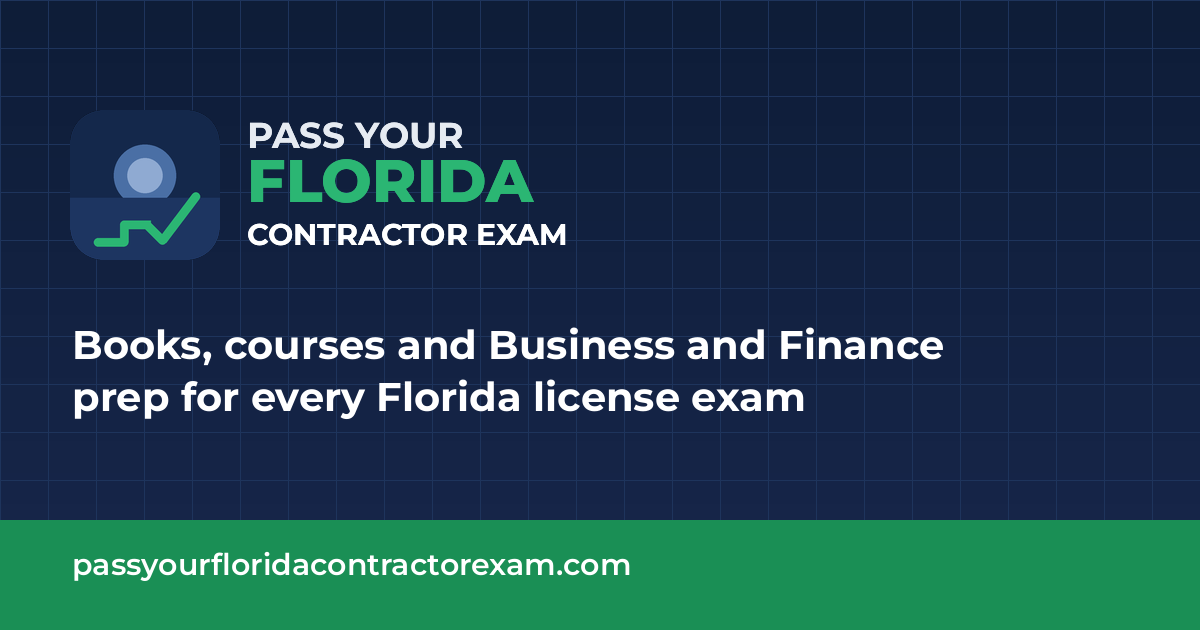 PASS YOUR
FLORIDA
CONTRACTOR EXAM
Books, courses and Business and Finance
prep for every Florida license exam
passyourfloridacontractorexam.com